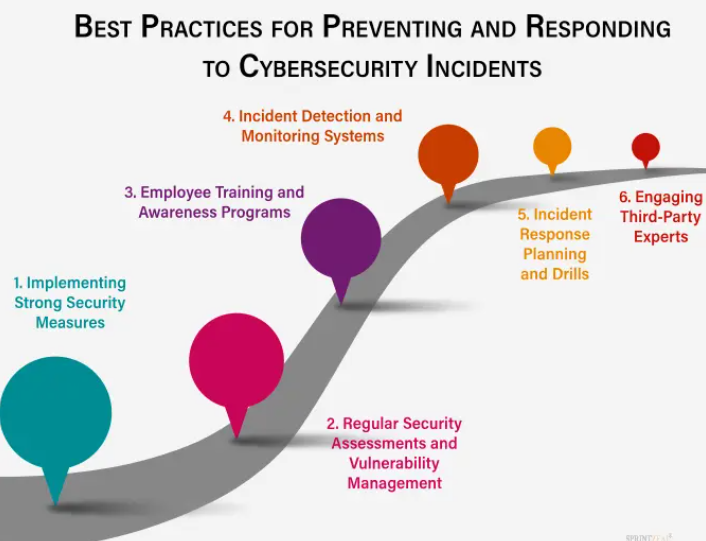 BEST PRACTICES FOR PREVENTING AND RESPONDING
TO CYBERSECURITY INCIDENTS
4. Incident Detection and
Monitoring Systems
3. Employee Training and
Awareness Programs
5. Incident
Response
Planning
and Drills
6. Engaging
Third-Party
Experts
1. Implementing
Strong Security
Measures
2. Regular Security
Assessments and
Vulnerability
Management